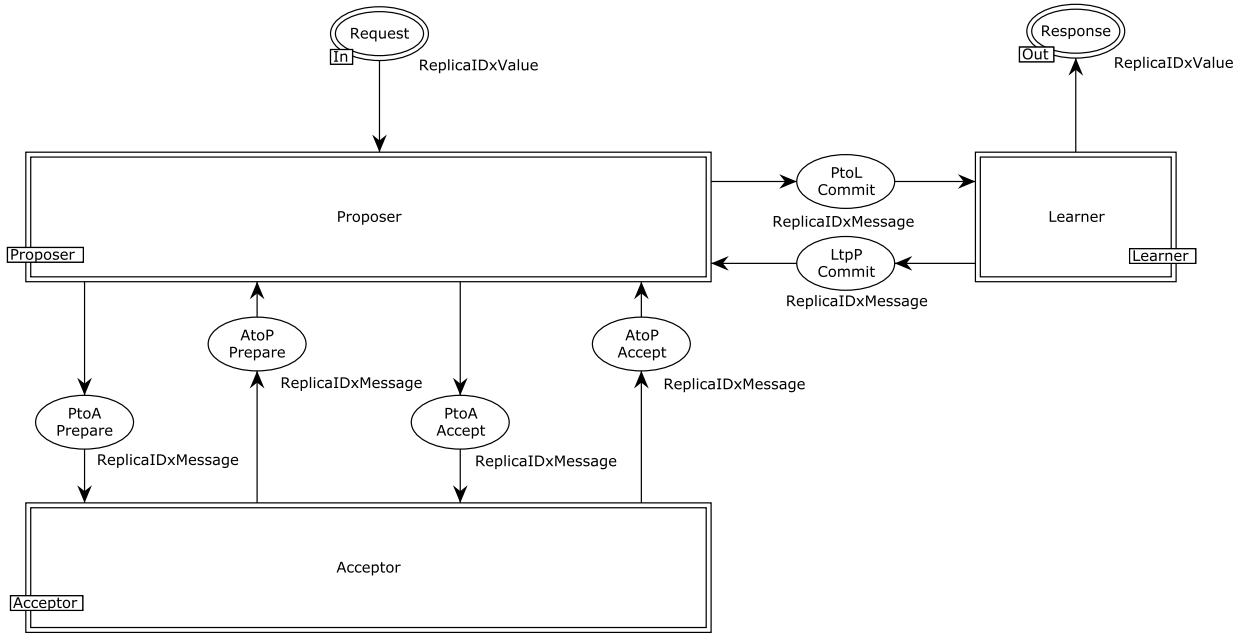 Request
In
ReplicaIDxValue
Response
Out
ReplicaIDxValue
Proposer
Proposer
PtoL
Commit
ReplicaIDxMessage
LtpP
Commit
ReplicaIDxMessage
Learner
Learner
AtoP
Prepare
ReplicaIDxMessage
AtoP
Accept
ReplicaIDxMessage
PtoA
Prepare
ReplicaIDxMessage
PtoA
Accept
ReplicaIDxMessage
Acceptor
Acceptor